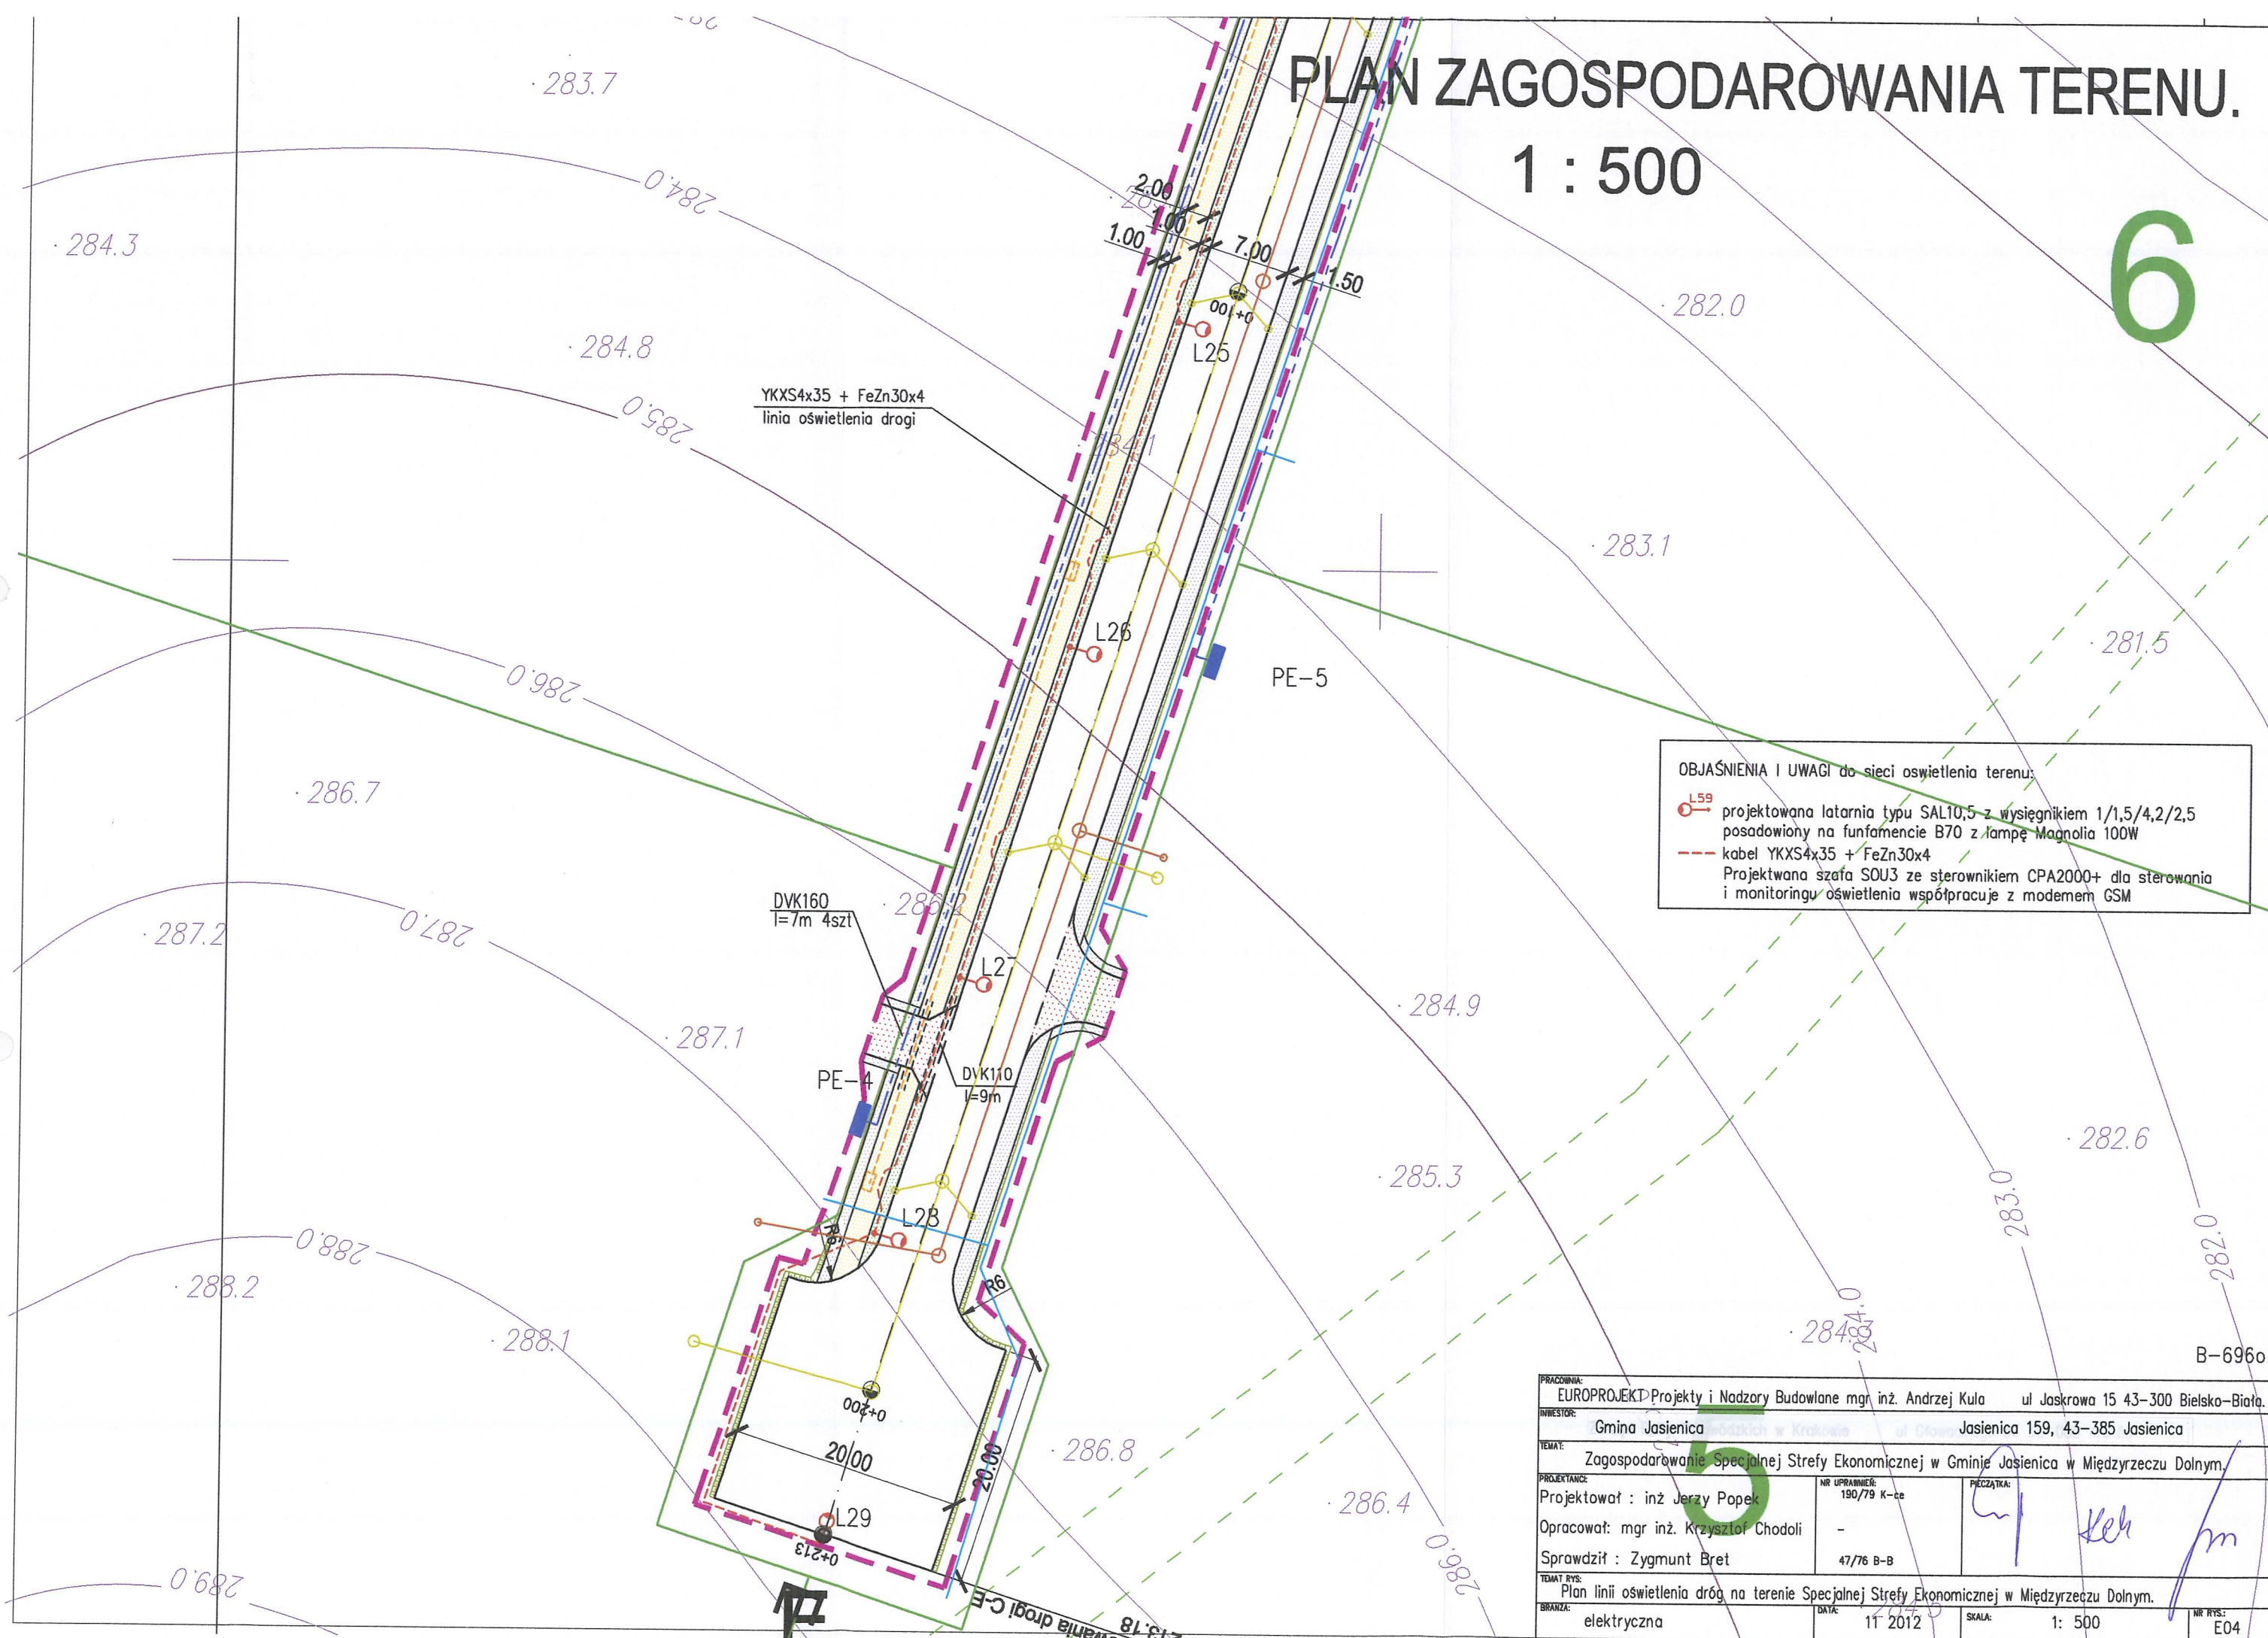 PLAN ZAGOSPODAROWANIA TERENU.
1 : 500
6
283.7
284.0
284.3
2.00
1.00
1.00
7.00
1.50
0+100
L25
282.0
284.8
285.0
YKXS4x35 + FeZn30x4
linia oświetlenia drogi
284.1
283.1
L26
PE-5
281.5
286.0
286.7
OBJAŚNIENIA I UWAGI do sieci oswietlenia terenu:
L59
projektowana latarnia typu SAL10,5 z wysięgnikiem 1/1,5/4,2/2,5
posadowiony na funfamencie B70 z lampę Magnolia 100W
kabel YKXS4x35 + FeZn30x4
Projektwana szafa SOU3 ze sterownikiem CPA2000+ dla sterowania
i monitoringu oświetlenia współpracuje z modemem GSM
DVK160
l=7m 4szt
287.2
287.0
L2
284.9
287.1
PE-4
DVK110
l=9m
282.6
285.3
283.0
282.0
L28
R6
R6
288.0
288.2
288.1
284.3
284.0
0+200
20.00
20.00
286.8
286.4
286.0
L29
0+213
289.0
drogi C-E
13.18
B-696o
PRACOWNIA:
EUROPROJEKT Projekty i Nadzory Budowlane mgr inż. Andrzej Kula ul Jaskrowa 15 43-300 Bielsko-Biała.
INWESTOR:
Gmina Jasienica Jasienica 159, 43-385 Jasienica
TEMAT:
Zagospodarowanie Specjalnej Strefy Ekonomicznej w Gminie Jasienica w Międzyrzeczu Dolnym.
5
PROJEKTANCI: NR UPRAWNIEŃ: PIECZĄTKA:
Projektował : inż Jerzy Popek 190/79 K-ce
Opracował: mgr inż. Krzysztof Chodoli -
Sprawdził : Zygmunt Bret 47/76 B-B
TEMAT RYS:
Plan linii oświetlenia dróg na terenie Specjalnej Strefy Ekonomicznej w Międzyrzeczu Dolnym.
BRANŻA: elektryczna DATA: 11 2012 SKALA: 1: 500 NR RYS.: E04